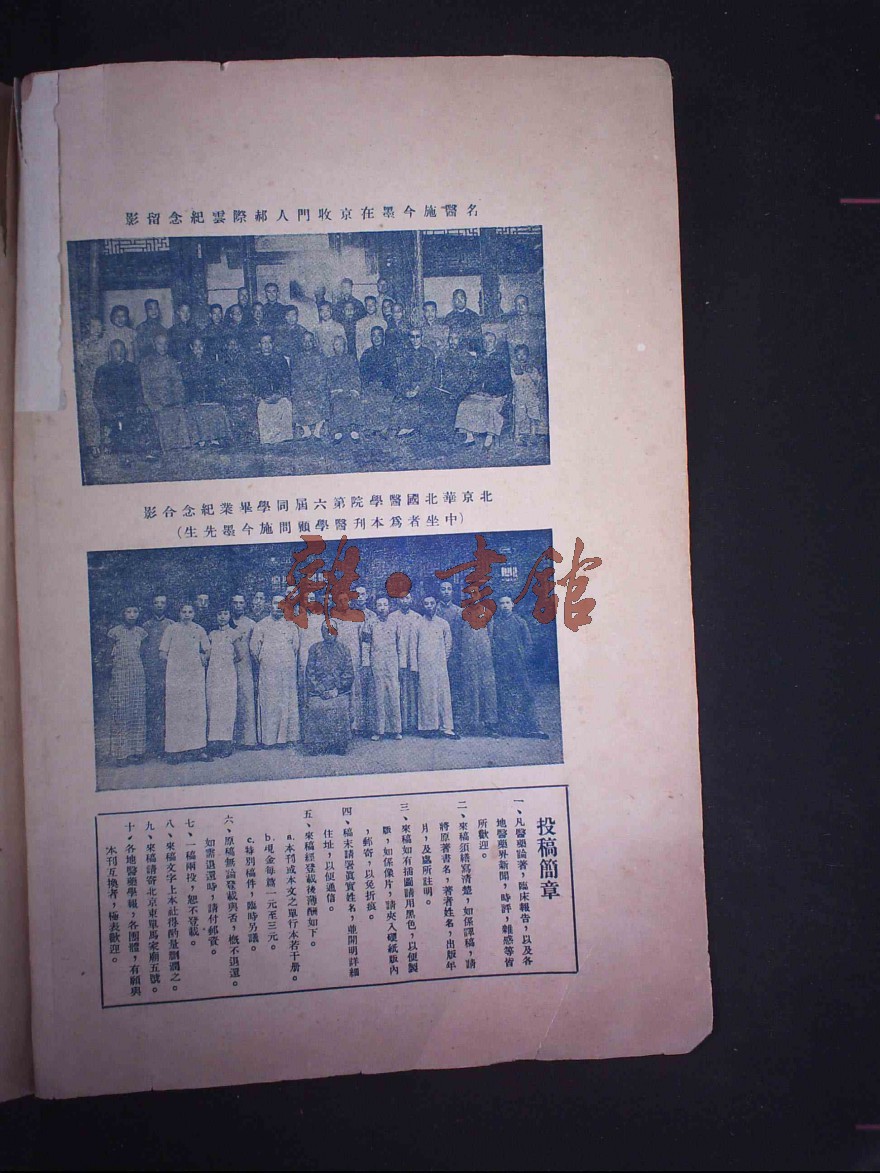 名醫施今墨在京收門人郝際雲紀念留影
北京華北國醫學院第六屆同學畢業紀念合影
(中坐者爲本刊醫學顧問施今墨先生)
雜·書館
投稿簡章
一、凡醫藥論著，臨床報告，以及各
地醫藥界新聞，時評，雜感等皆
所歡迎。
二、來稿須繕寫清楚，如係譯稿，請
將原著書名，著者姓名，出版年
月，及處所註明。
三、來稿如有插圖請用黑色，以便製
版，如係像片，請夾入硬紙版內
，郵寄，以免折痕。
四、稿末請署眞實姓名，並開明詳細
住址，以便通信。
五、來稿經登載後薄酬如下。
a.本刊或本文之單行本若干册。
b.現金每篇一元至三元。
c.特別稿件，臨時另議。
六、原稿無論登載與否，槪不退還。
如需退還時，請付郵資。
七、一稿兩投，恕不登載。
八、來稿文字上本社得酌量删潤之。
九、來稿請寄北京東單馬家廟五號。
十、各地醫藥學報，各團體，有願與
本刊互換者，極表歡迎。